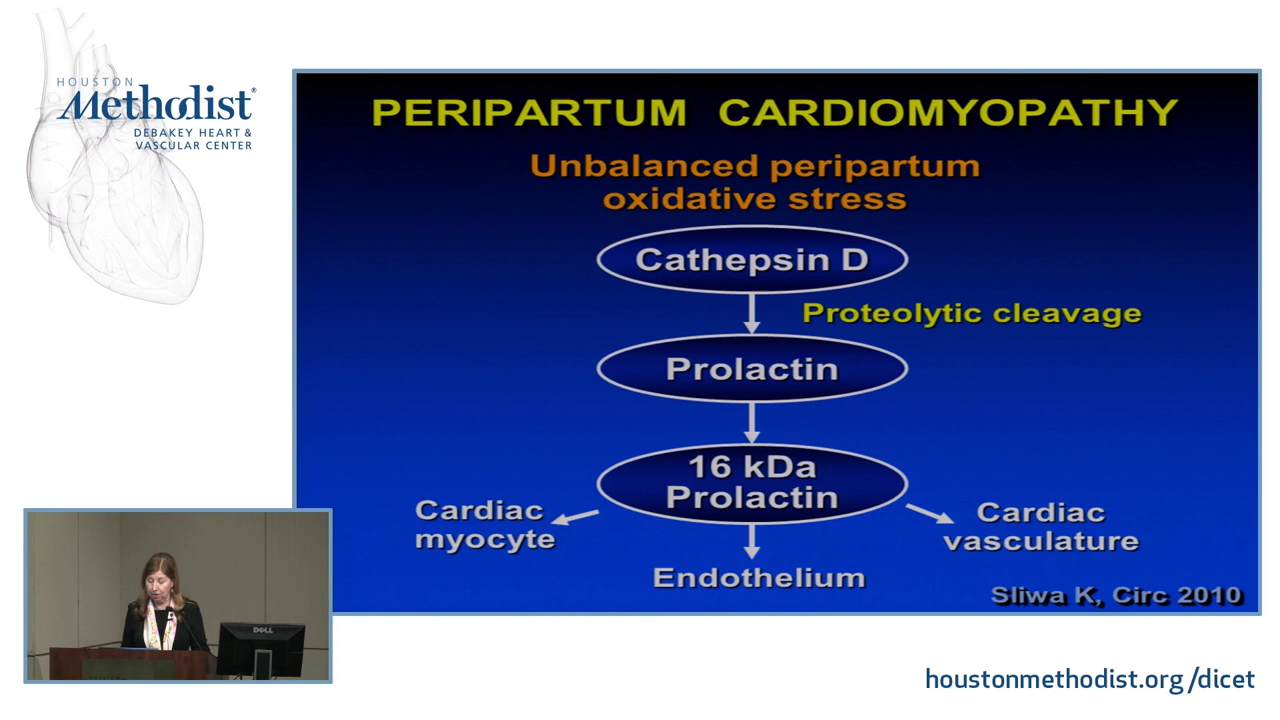 HOUSTON
Methodist®
DEBAKEY HEART &
VASCULAR CENTER
PERIPARTUM CARDIOMYOPATHY
Unbalanced peripartum
oxidative stress
Cathepsin D
Proteolytic cleavage
Prolactin
16 kDa
Prolactin
Cardiac
myocyte
Cardiac
vasculature
Endothelium
Sliwa K, Circ 2010
DELL
houstonmethodist.org/dicet